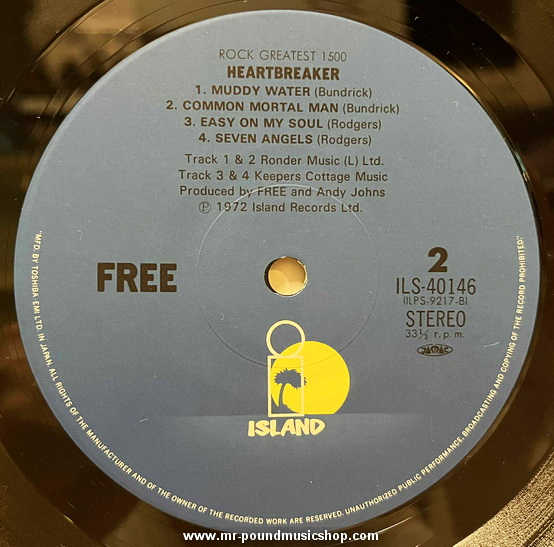 ROCK GREATEST 1500
HEARTBREAKER
1. MUDDY WATER (Bundrick)
2. COMMON MORTAL MAN (Bundrick)
3. EASY ON MY SOUL (Rodgers)
4. SEVEN ANGELS (Rodgers)
Track 1 & 2 Ronder Music (L) Ltd.
Track 3 & 4 Keepers Cottage Music
Produced by FREE and Andy Johns
℗ 1972 Island Records Ltd.
FREE
2
ILS-40146
(ILPS-9217-B)
STEREO
33⅓ r.p.m.
JASRAC
ISLAND
"MFD. BY TOSHIBA EMI LTD. IN JAPAN. ALL RIGHTS OF THE MANUFACTURER AND OF THE OWNER OF THE RECORDED WORK ARE RESERVED. UNAUTHORIZED PUBLIC PERFORMANCE, BROADCASTING AND COPYING OF THE RECORD PROHIBITED"
www.mr-poundmusicshop.com